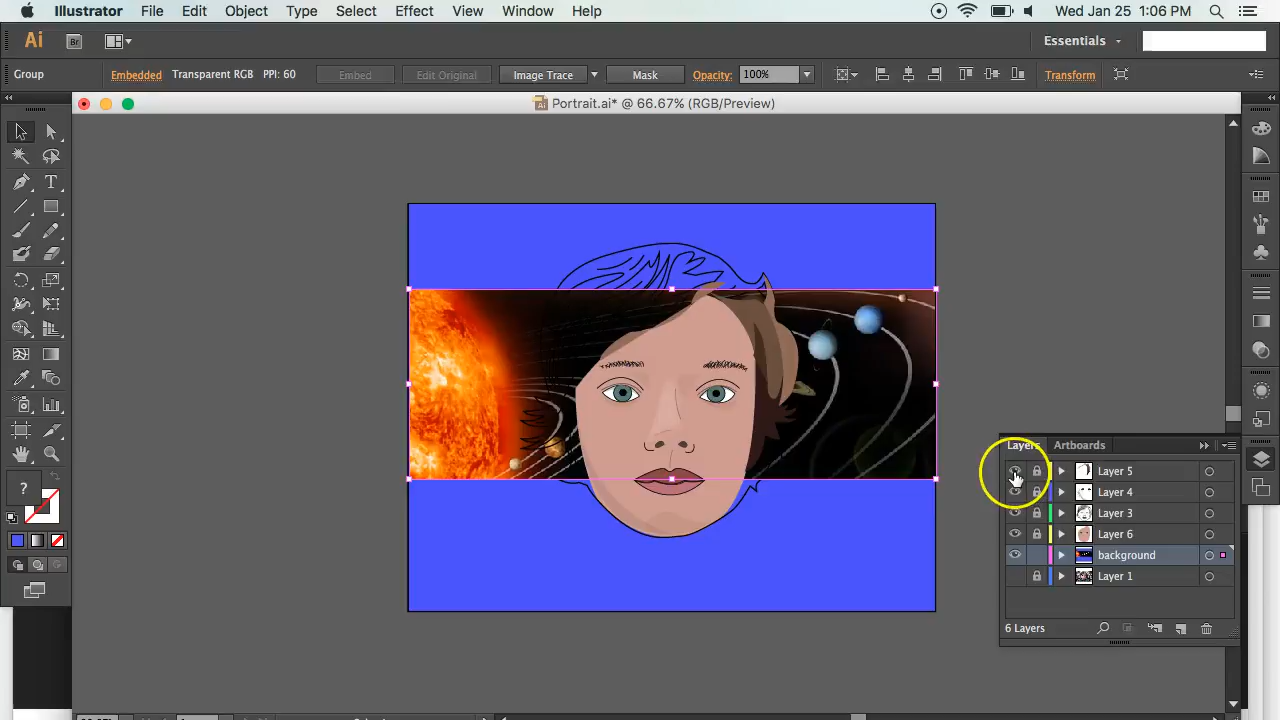 Illustrator File Edit Object Type Select Effect View Window Help Wed Jan 25 1:06 PM
Ai Br Essentials
Group Embedded Transparent RGB PPI: 60 Embed Edit Original Image Trace Mask Opacity: 100% Transform
Portrait.ai* @ 66.67% (RGB/Preview)
Layers Artboards
Layer 5
Layer 4
Layer 3
Layer 6
background
Layer 1
6 Layers
?